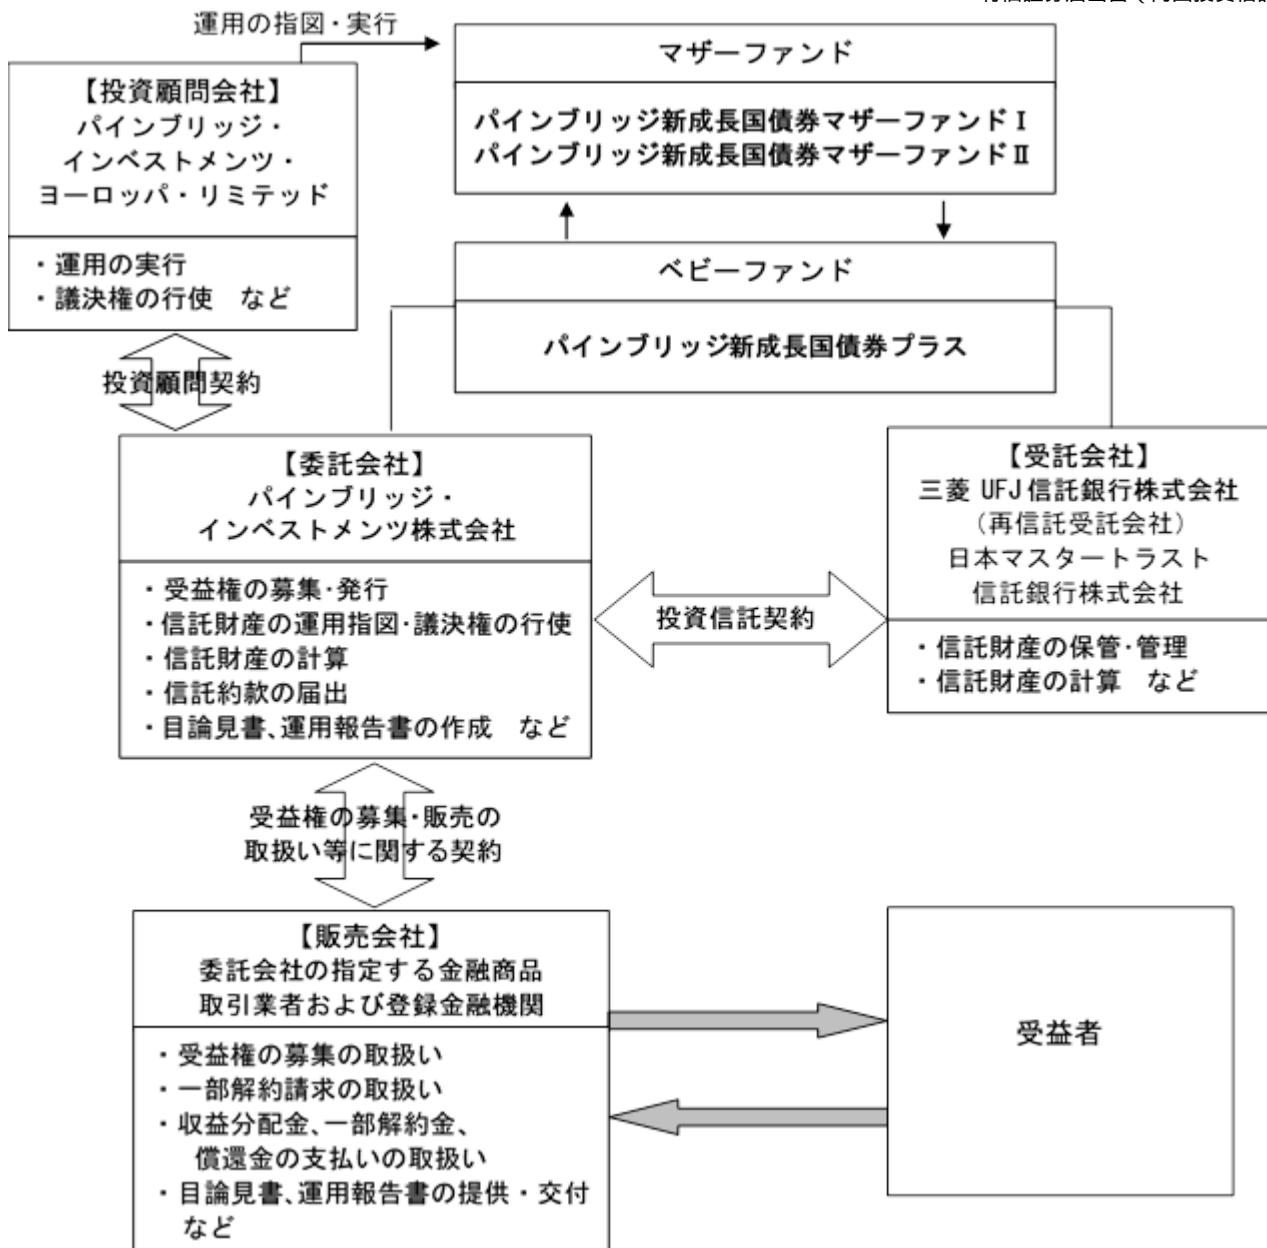 運用の指図・実行
【投資顧問会社】
パインブリッジ・
インベストメンツ・
ヨーロッパ・リミテッド
・運用の実行
・議決権の行使　など
マザーファンド
パインブリッジ新成長国債券マザーファンドⅠ
パインブリッジ新成長国債券マザーファンドⅡ
ベビーファンド
パインブリッジ新成長国債券プラス
投資顧問契約
【委託会社】
パインブリッジ・
インベストメンツ株式会社
・受益権の募集・発行
・信託財産の運用指図・議決権の行使
・信託財産の計算
・信託約款の届出
・目論見書、運用報告書の作成　など
投資信託契約
【受託会社】
三菱 UFJ 信託銀行株式会社
（再信託受託会社）
日本マスタートラスト
信託銀行株式会社
・信託財産の保管・管理
・信託財産の計算　など
受益権の募集・販売の
取扱い等に関する契約
【販売会社】
委託会社の指定する金融商品
取引業者および登録金融機関
・受益権の募集の取扱い
・一部解約請求の取扱い
・収益分配金、一部解約金、
償還金の支払いの取扱い
・目論見書、運用報告書の提供・交付
など
受益者